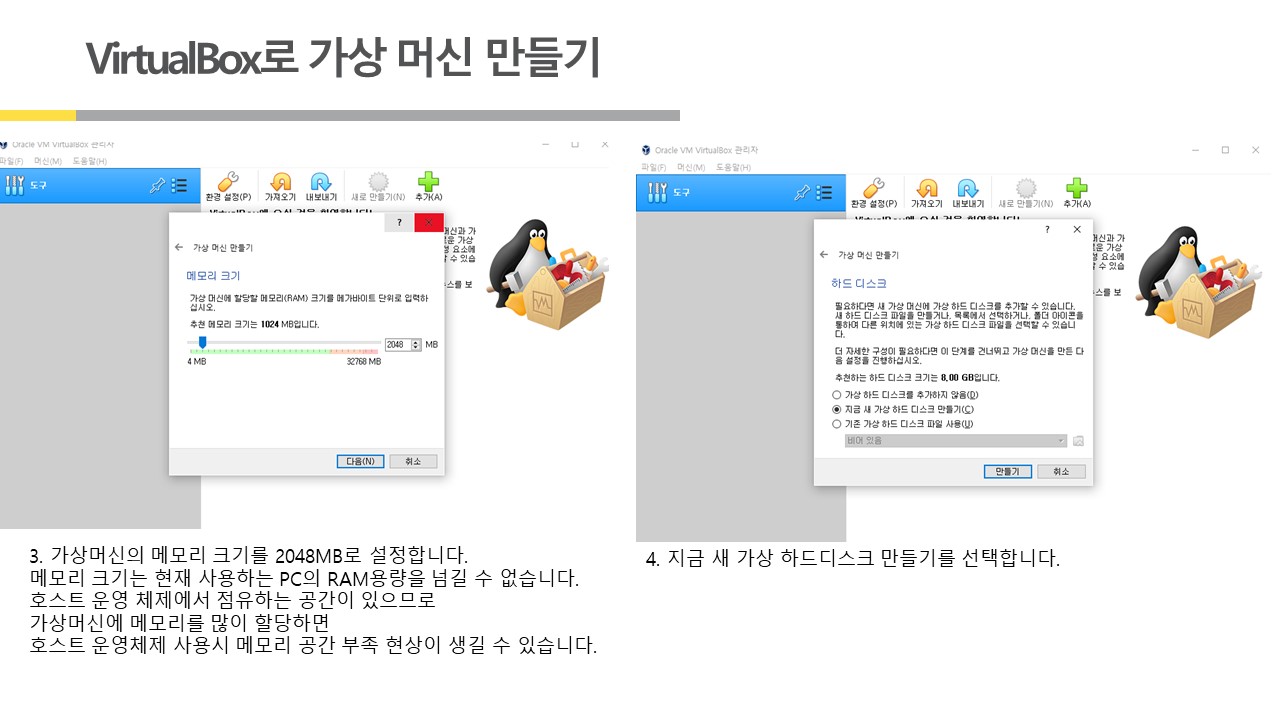 VirtualBox로 가상 머신 만들기
Oracle VM VirtualBox 관리자
파일(F) 머신(M) 도움말(H)
도구
환경 설정(P) 가져오기 내보내기 새로 만들기(N) 추가(A)
? ×
가상 머신 만들기
메모리 크기
가상 머신에 할당할 메모리(RAM) 크기를 메가바이트 단위로 입력하
십시오.
추천 메모리 크기는 1024 MB입니다.
2048 MB
4 MB 32768 MB
다음(N) 취소
3. 가상머신의 메모리 크기를 2048MB로 설정합니다.
메모리 크기는 현재 사용하는 PC의 RAM용량을 넘길 수 없습니다.
호스트 운영 체제에서 점유하는 공간이 있으므로
가상머신에 메모리를 많이 할당하면
호스트 운영체제 사용시 메모리 공간 부족 현상이 생길 수 있습니다.
Oracle VM VirtualBox 관리자
파일(F) 머신(M) 도움말(H)
도구
환경 설정(P) 가져오기 내보내기 새로 만들기(N) 추가(A)
? ×
가상 머신 만들기
하드 디스크
필요하다면 새 가상 머신에 가상 하드 디스크를 추가할 수 있습니다.
새 하드 디스크 파일을 만들거나, 목록에서 선택하거나, 폴더 아이콘을
통하여 다른 위치에 있는 가상 하드 디스크 파일을 선택할 수 있습니
다.
더 자세한 구성이 필요하다면 이 단계를 건너뛰고 가상 머신을 만든 다
음 설정을 진행하십시오.
추천하는 하드 디스크 크기는 8.00 GB입니다.
가상 하드 디스크를 추가하지 않음(D)
지금 새 가상 하드 디스크 만들기(C)
기존 가상 하드 디스크 파일 사용(U)
비어 있음
만들기 취소
4. 지금 새 가상 하드디스크 만들기를 선택합니다.